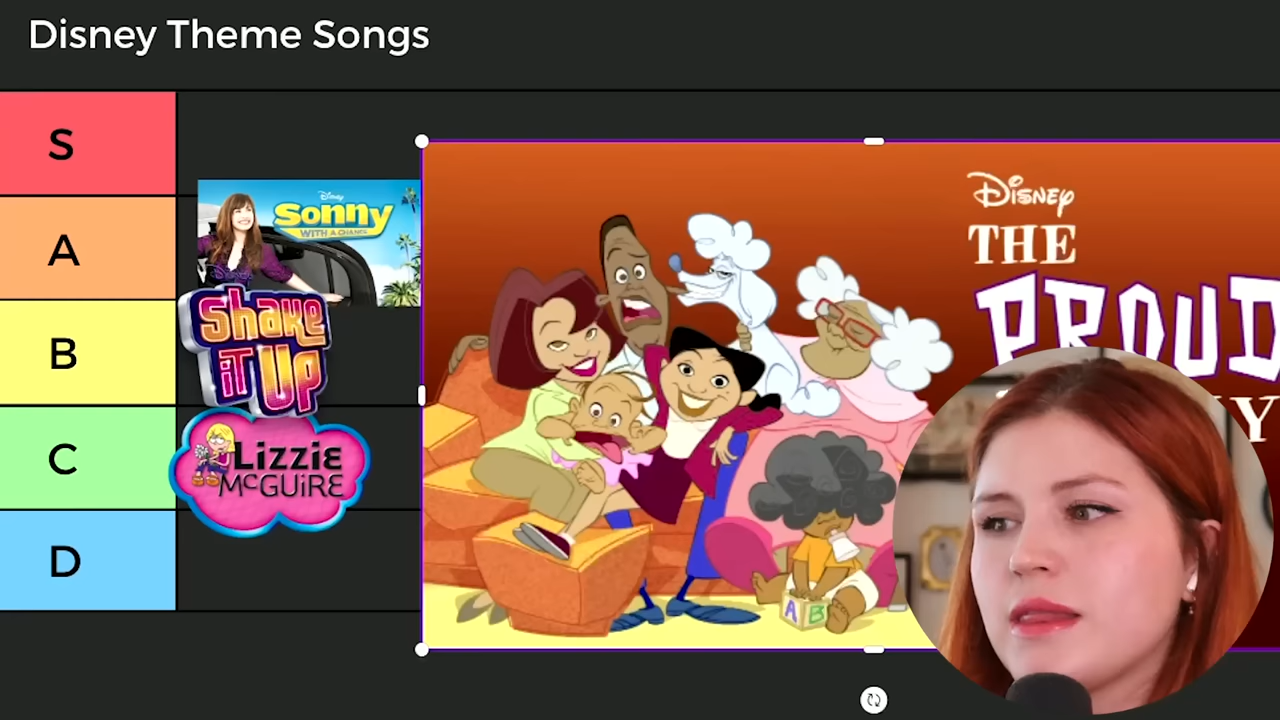 Disney Theme Songs
S
A
B
C
D
Disney
Sonny
WITH A CHANCE
Shake
it Up
Lizzie
McGUiRE
Disney
THE
PROUD
Y
A B